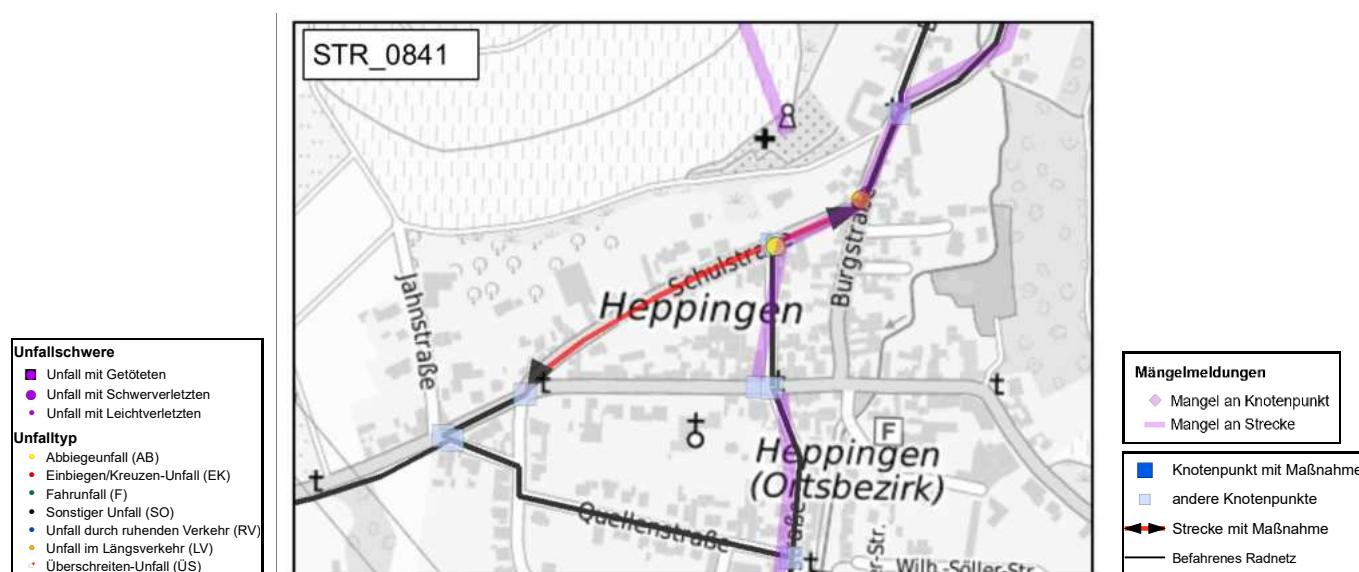 STR_0841
Jahnstraße
Schulstraße
Burgstraße
Heppingen
Heppingen
(Ortsbezirk)
F
Quellenstraße
aße
er-Str.
Wilh.-Söller-Str.
Unfallschwere
Unfall mit Getöteten
Unfall mit Schwerverletzten
Unfall mit Leichtverletzten
Unfalltyp
Abbiegeunfall (AB)
Einbiegen/Kreuzen-Unfall (EK)
Fahrunfall (F)
Sonstiger Unfall (SO)
Unfall durch ruhenden Verkehr (RV)
Unfall im Längsverkehr (LV)
Überschreiten-Unfall (ÜS)
Mängelmeldungen
Mangel an Knotenpunkt
Mangel an Strecke
Knotenpunkt mit Maßnahme
andere Knotenpunkte
Strecke mit Maßnahme
Befahrenes Radnetz